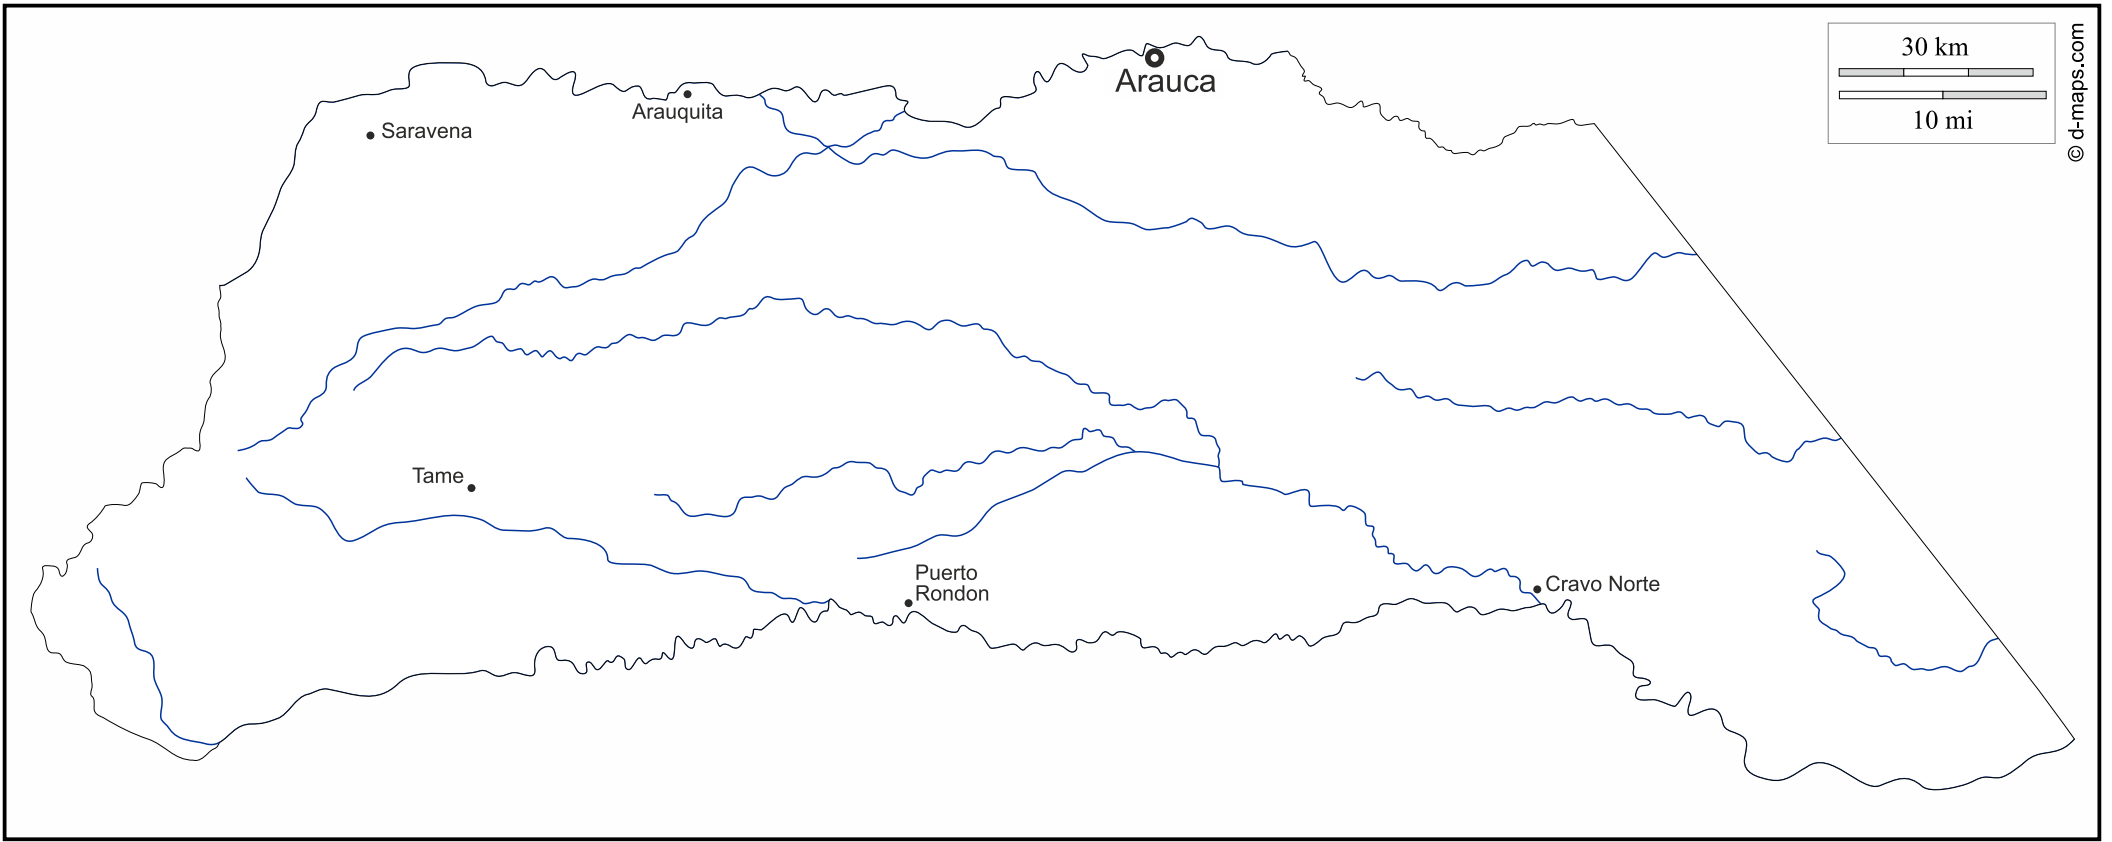 30 km
10 mi
© d-maps.com
Arauca
Arauquita
Saravena
Tame
Puerto
Rondon
Cravo Norte